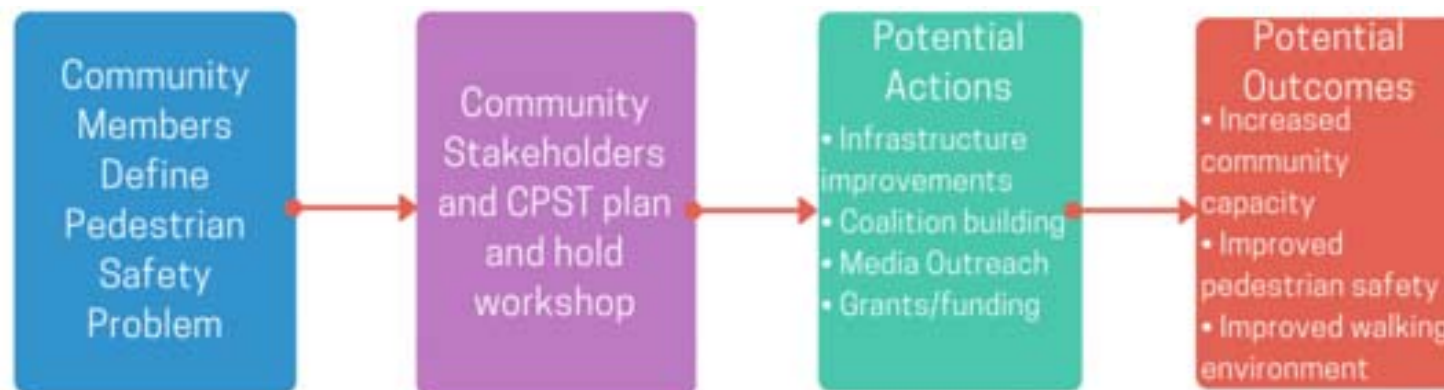 Community
Members
Define
Pedestrian
Safety
Problem
Community
Stakeholders
and CPST plan
and hold
workshop
Potential
Actions
• Infrastructure
improvements
• Coalition building
• Media Outreach
• Grants/funding
Potential
Outcomes
• Increased
community
capacity
• Improved
pedestrian safety
• Improved walking
environment